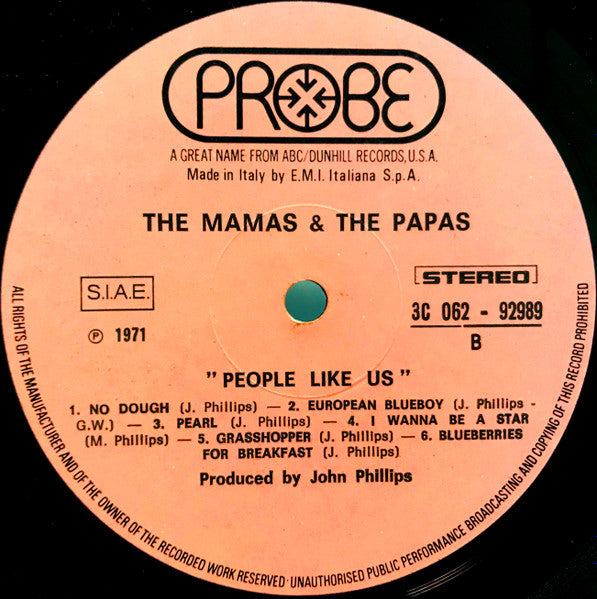 PROBE
A GREAT NAME FROM ABC/DUNHILL RECORDS, U.S.A.
Made in Italy by E.M.I. Italiana S.p.A.
THE MAMAS & THE PAPAS
S.I.A.E.
℗ 1971
STEREO
3C 062 - 92989
B
"PEOPLE LIKE US"
1. NO DOUGH (J. Phillips) — 2. EUROPEAN BLUEBOY (J. Phillips -
G.W.) — 3. PEARL (J. Phillips) — 4. I WANNA BE A STAR
(M. Phillips) — 5. GRASSHOPPER (J. Phillips) — 6. BLUEBERRIES
FOR BREAKFAST (J. Phillips)
Produced by John Phillips
ALL RIGHTS OF THE MANUFACTURER AND OF THE OWNER OF THE RECORDED WORK RESERVED · UNAUTHORISED PUBLIC PERFORMANCE BROADCASTING AND COPYING OF THIS RECORD PROHIBITED